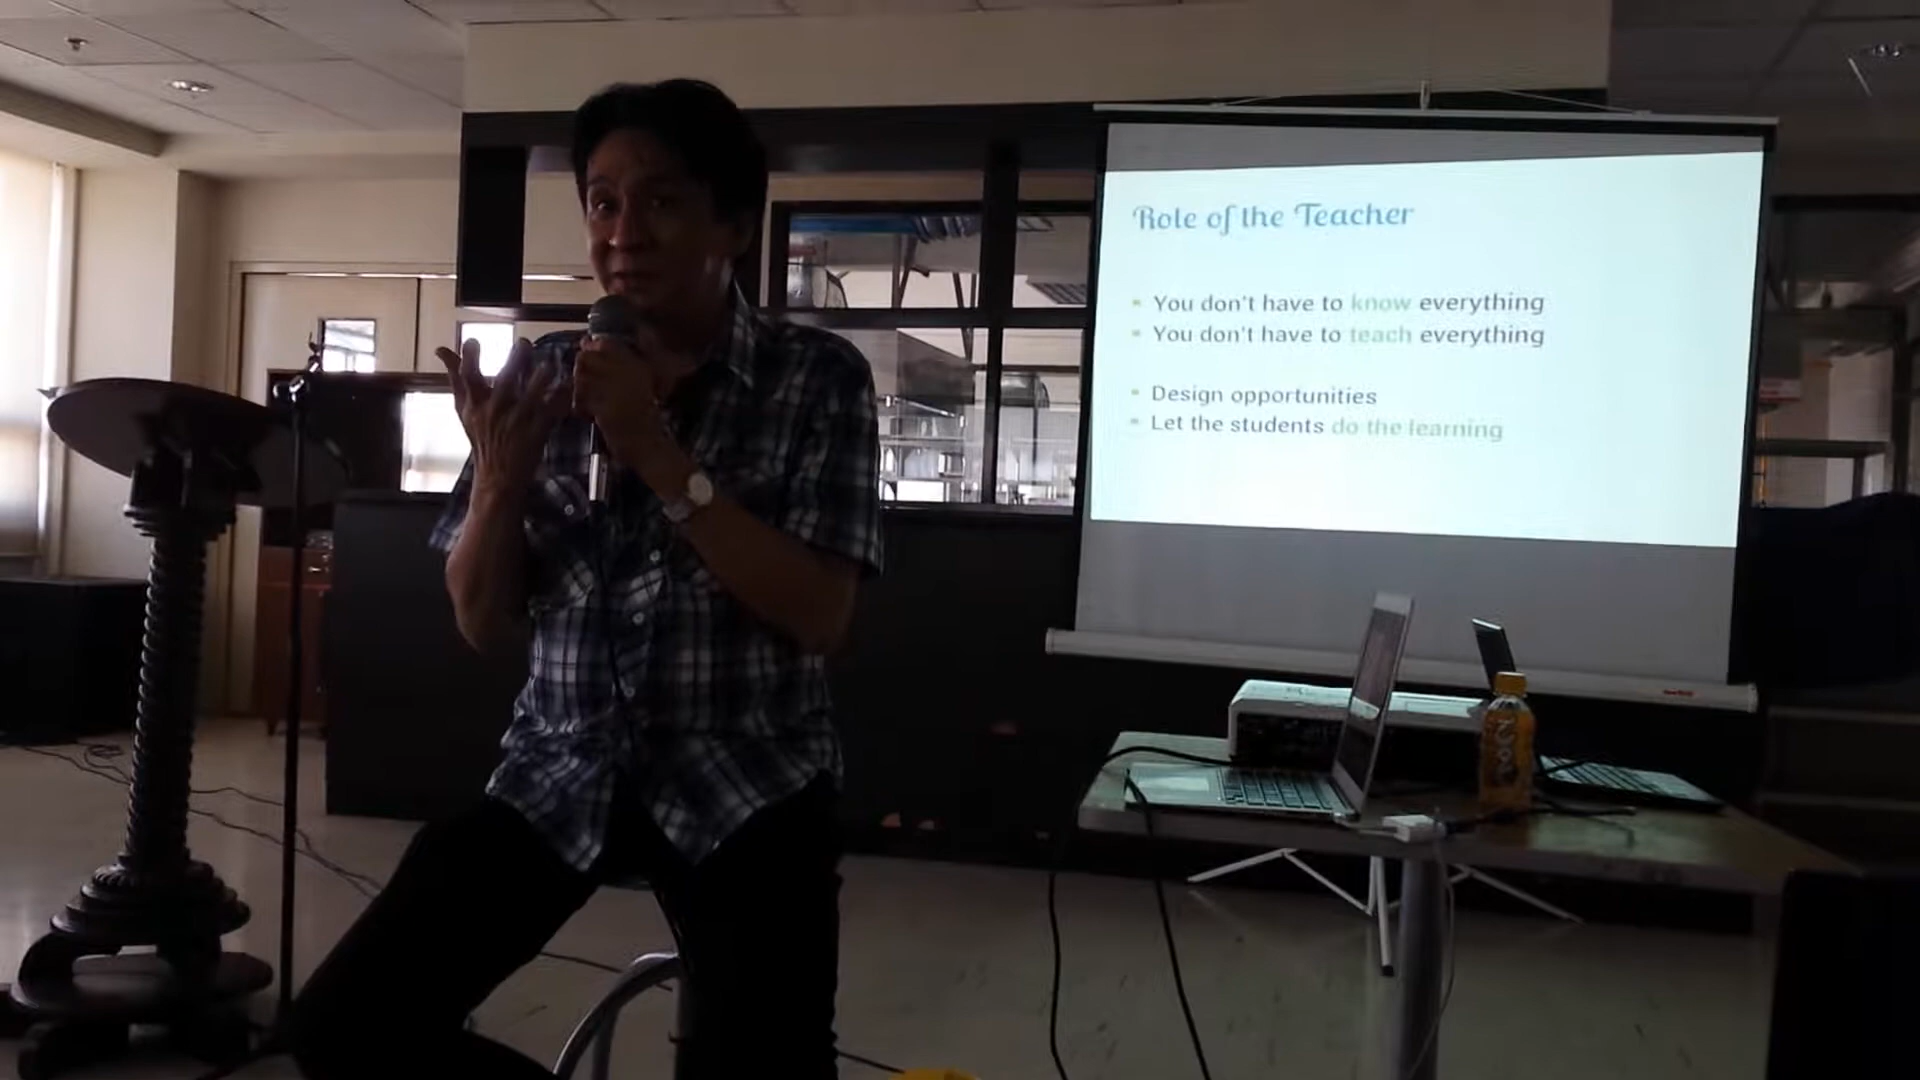 Role of the Teacher
You don't have to know everything
You don't have to teach everything
Design opportunities
Let the students do the learning